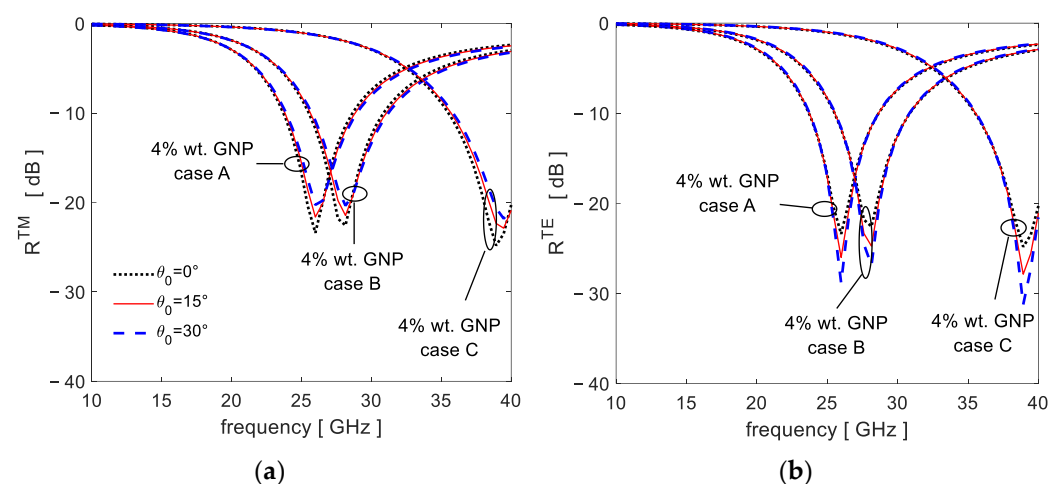 0
− 10
− 20
− 30
− 40
R^TM [ dB]
4% wt. GNP
case A
4% wt. GNP
case B
4% wt. GNP
case C
θ0=0°
θ0=15°
θ0=30°
10 15 20 25 30 35 40
frequency [ GHz ]
(a)
0
− 10
− 20
− 30
− 40
R^TE [ dB]
4% wt. GNP
case A
4% wt. GNP
case B
4% wt. GNP
case C
10 15 20 25 30 35 40
frequency [ GHz ]
(b)